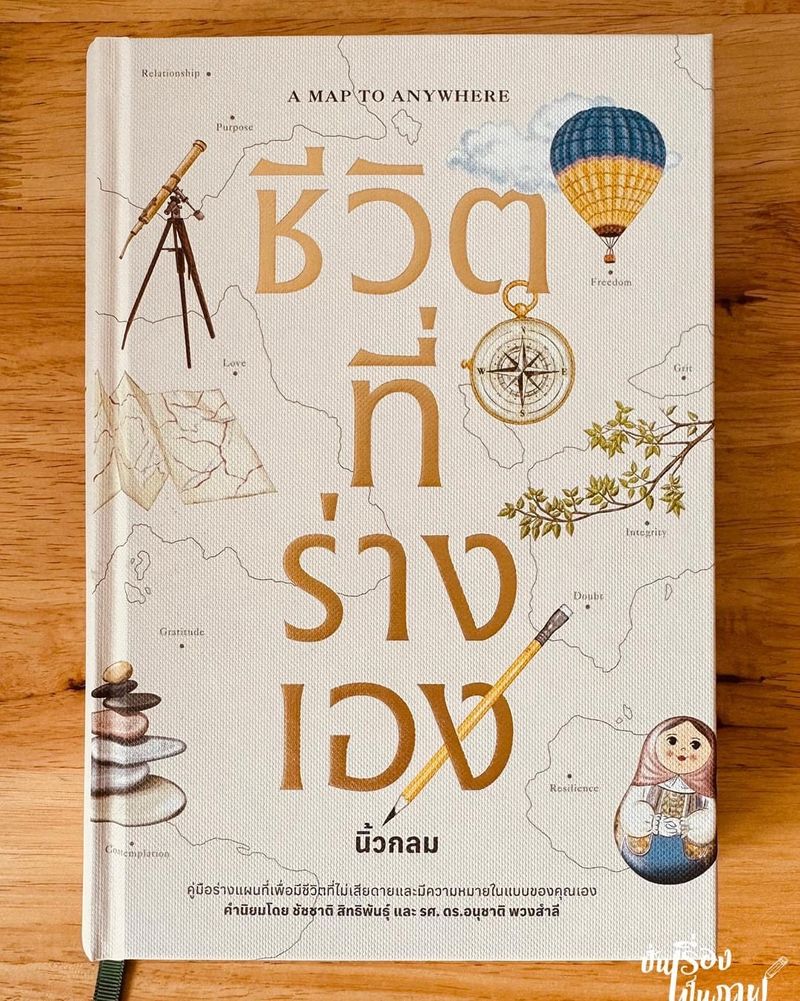 Relationship
A MAP TO ANYWHERE
Purpose
ชีวิต
Freedom
ที่
Love
Grit
N
W
E
S
ร่าง
Integrity
Doubt
Gratitude
เอง
Resilience
นิ้วกลม
Contemplation
คู่มือร่างแผนที่เพื่อมีชีวิตที่ไม่เสียดายและมีความหมายในแบบของคุณเอง
คำนิยมโดย ชัชชาติ สิทธิพันธุ์ และ รศ. ดร.อนุชาติ พวงสำลี
เป็นภาพ